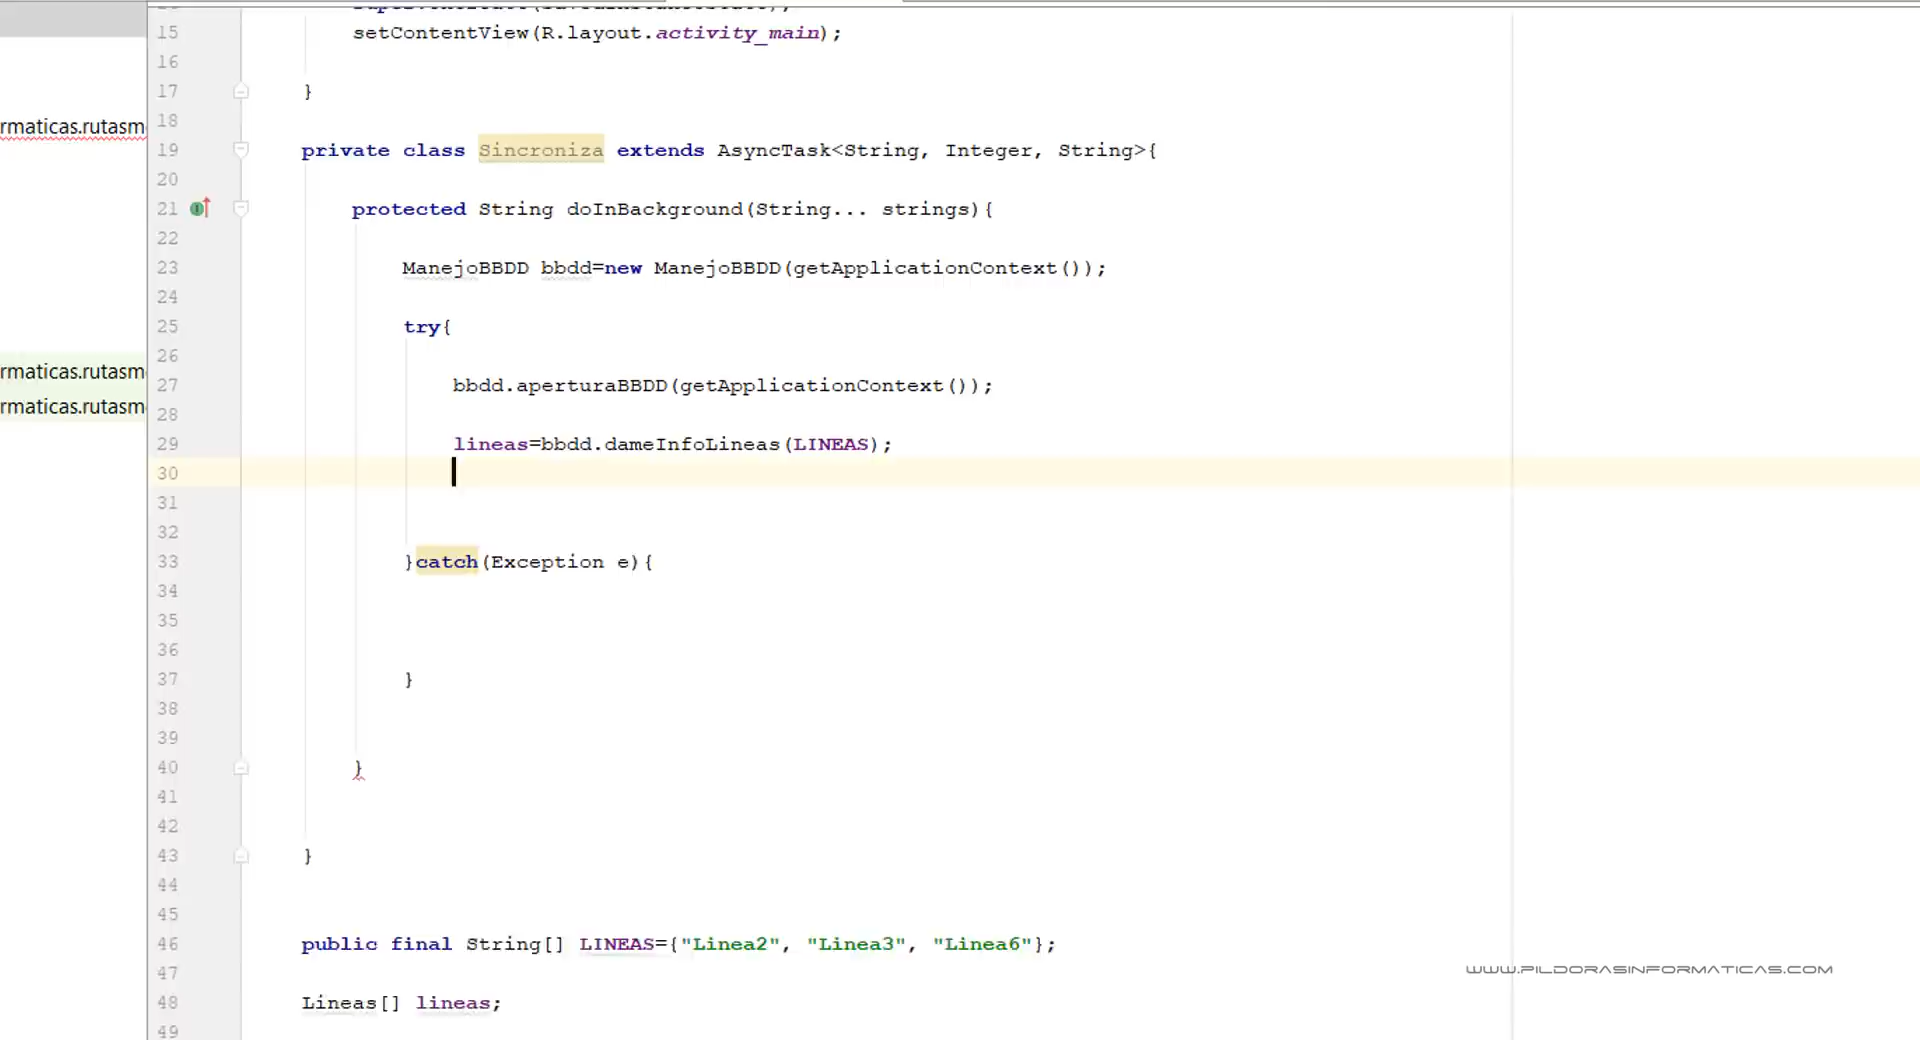 15 setContentView(R.layout.activity_main);
16
17 }
18
rmaticas.rutasm
19 private class Sincroniza extends AsyncTask<String, Integer, String>{
20
21 protected String doInBackground(String... strings){
22
23 ManejoBBDD bbdd=new ManejoBBDD(getApplicationContext());
24
25 try{
26
rmaticas.rutasm
27 bbdd.aperturaBBDD(getApplicationContext());
rmaticas.rutasm
28
29 lineas=bbdd.dameInfoLineas(LINEAS);
30
31
32
33 }catch(Exception e){
34
35
36
37 }
38
39
40 }
41
42
43 }
44
45
46 public final String[] LINEAS={"Linea2", "Linea3", "Linea6"};
47
WWW.PILDORASINFORMATICAS.COM
48 Lineas[] lineas;
49